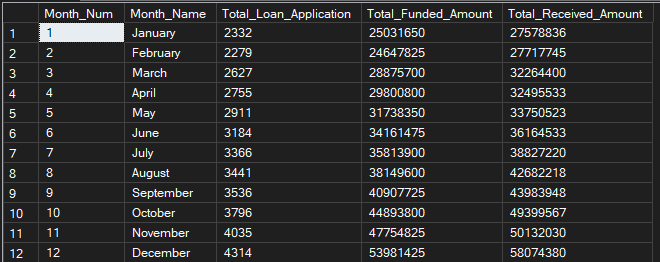 Month_Num Month_Name Total_Loan_Application Total_Funded_Amount Total_Received_Amount
1 1 January 2332 25031650 27578836
2 2 February 2279 24647825 27717745
3 3 March 2627 28875700 32264400
4 4 April 2755 29800800 32495533
5 5 May 2911 31738350 33750523
6 6 June 3184 34161475 36164533
7 7 July 3366 35813900 38827220
8 8 August 3441 38149600 42682218
9 9 September 3536 40907725 43983948
10 10 October 3796 44893800 49399567
11 11 November 4035 47754825 50132030
12 12 December 4314 53981425 58074380